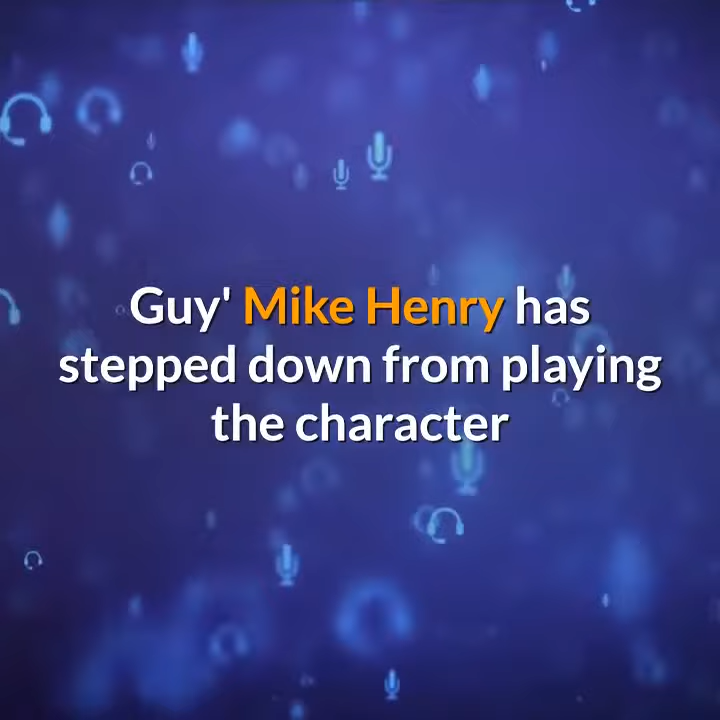 Guy' Mike Henry has
stepped down from playing
the character